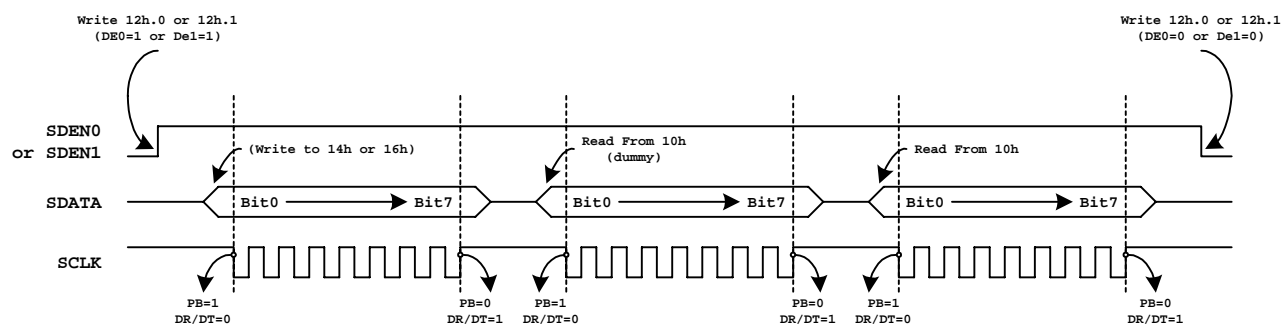 Write 12h.0 or 12h.1
(DE0=1 or De1=1)
Write 12h.0 or 12h.1
(DE0=0 or De1=0)
SDEN0
or SDEN1
(Write to 14h or 16h)
Read From 10h
(dummy)
Read From 10h
SDATA
Bit0
Bit7
Bit0
Bit7
Bit0
Bit7
SCLK
PB=1
DR/DT=0
PB=0
DR/DT=1
PB=1
DR/DT=0
PB=0
DR/DT=1
PB=1
DR/DT=0
PB=0
DR/DT=1